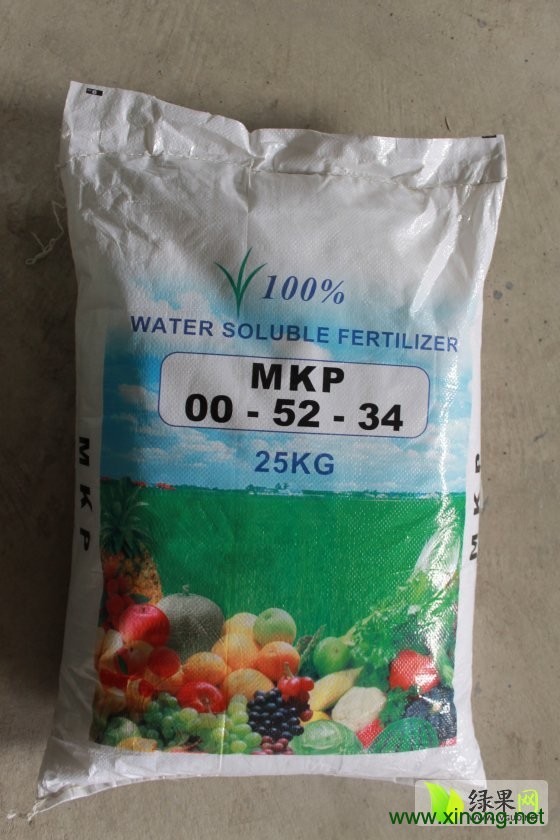 100%
WATER SOLUBLE FERTILIZER
MKP
00 - 52 - 34
25KG
MKP
MKP
绿果网
www.xinong.net